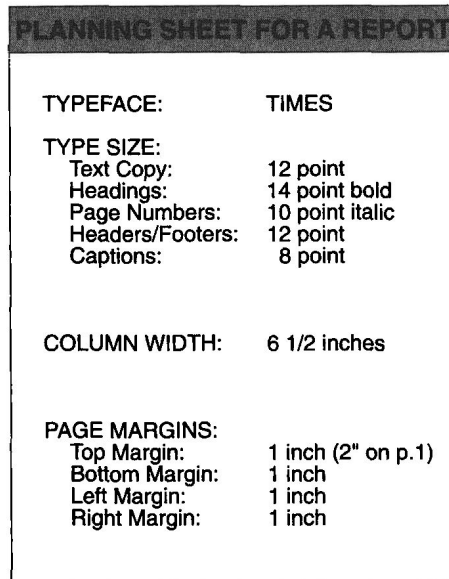 PLANNING SHEET FOR A REPORT
TYPEFACE: TIMES
TYPE SIZE:
Text Copy: 12 point
Headings: 14 point bold
Page Numbers: 10 point italic
Headers/Footers: 12 point
Captions: 8 point
COLUMN WIDTH: 6 1/2 inches
PAGE MARGINS:
Top Margin: 1 inch (2" on p.1)
Bottom Margin: 1 inch
Left Margin: 1 inch
Right Margin: 1 inch